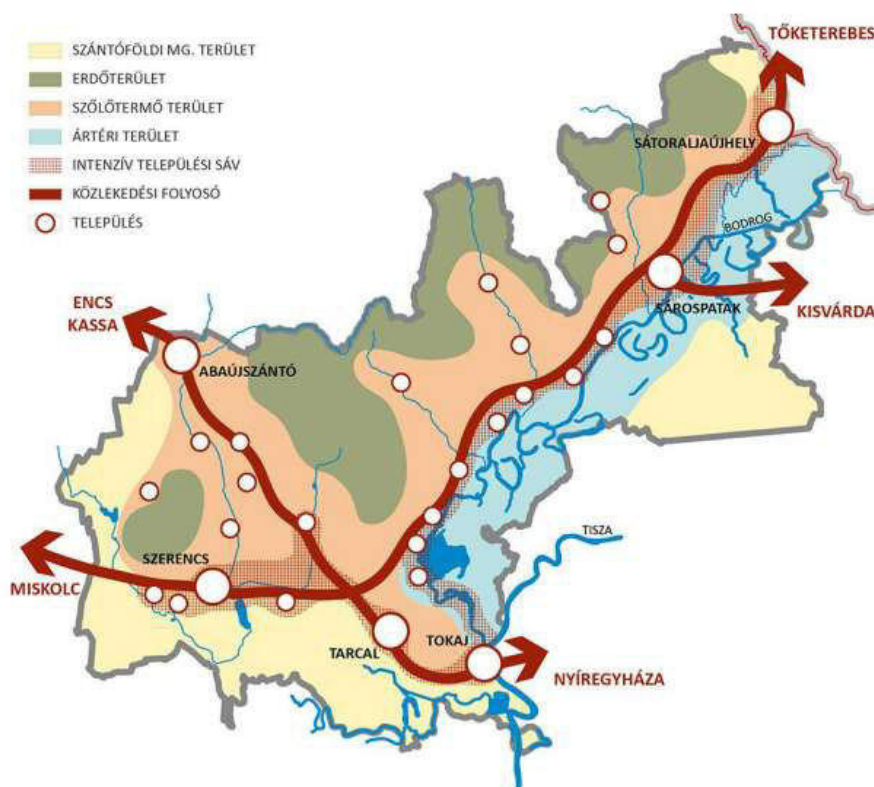 SZÁNTÓFÖLDI MG. TERÜLET
ERDŐTERÜLET
SZŐLŐTERMŐ TERÜLET
ÁRTÉRI TERÜLET
INTENZÍV TELEPÜLÉSI SÁV
KÖZLEKEDÉSI FOLYOSÓ
TELEPÜLÉS
TŐKETEREBES
SÁTORALJAÚJHELY
BODROG
SÁROSPATAK
KISVÁRDA
ENCS
KASSA
ABAÚJSZÁNTÓ
TISZA
SZERENCS
MISKOLC
TARCAL
TOKAJ
NYÍREGYHÁZA